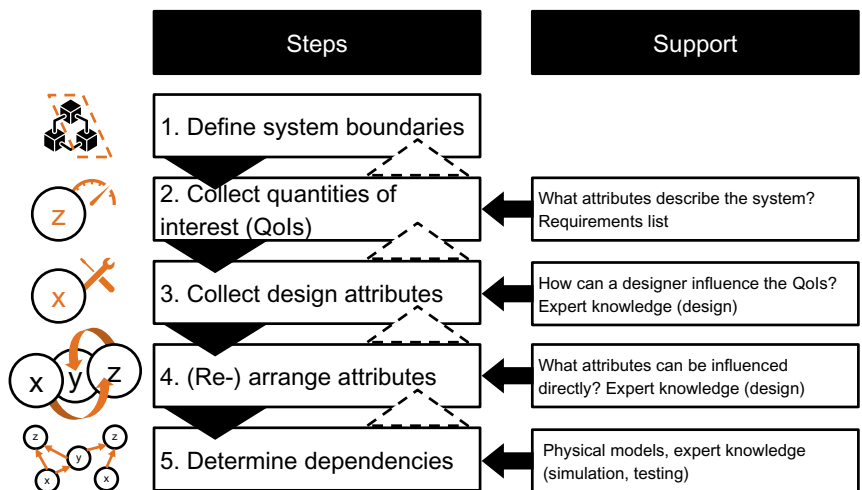 Steps
Support
1. Define system boundaries
z
2. Collect quantities of
interest (QoIs)
What attributes describe the system?
Requirements list
x
3. Collect design attributes
How can a designer influence the QoIs?
Expert knowledge (design)
x y z
4. (Re-) arrange attributes
What attributes can be influenced
directly? Expert knowledge (design)
z z
y
x x
5. Determine dependencies
Physical models, expert knowledge
(simulation, testing)